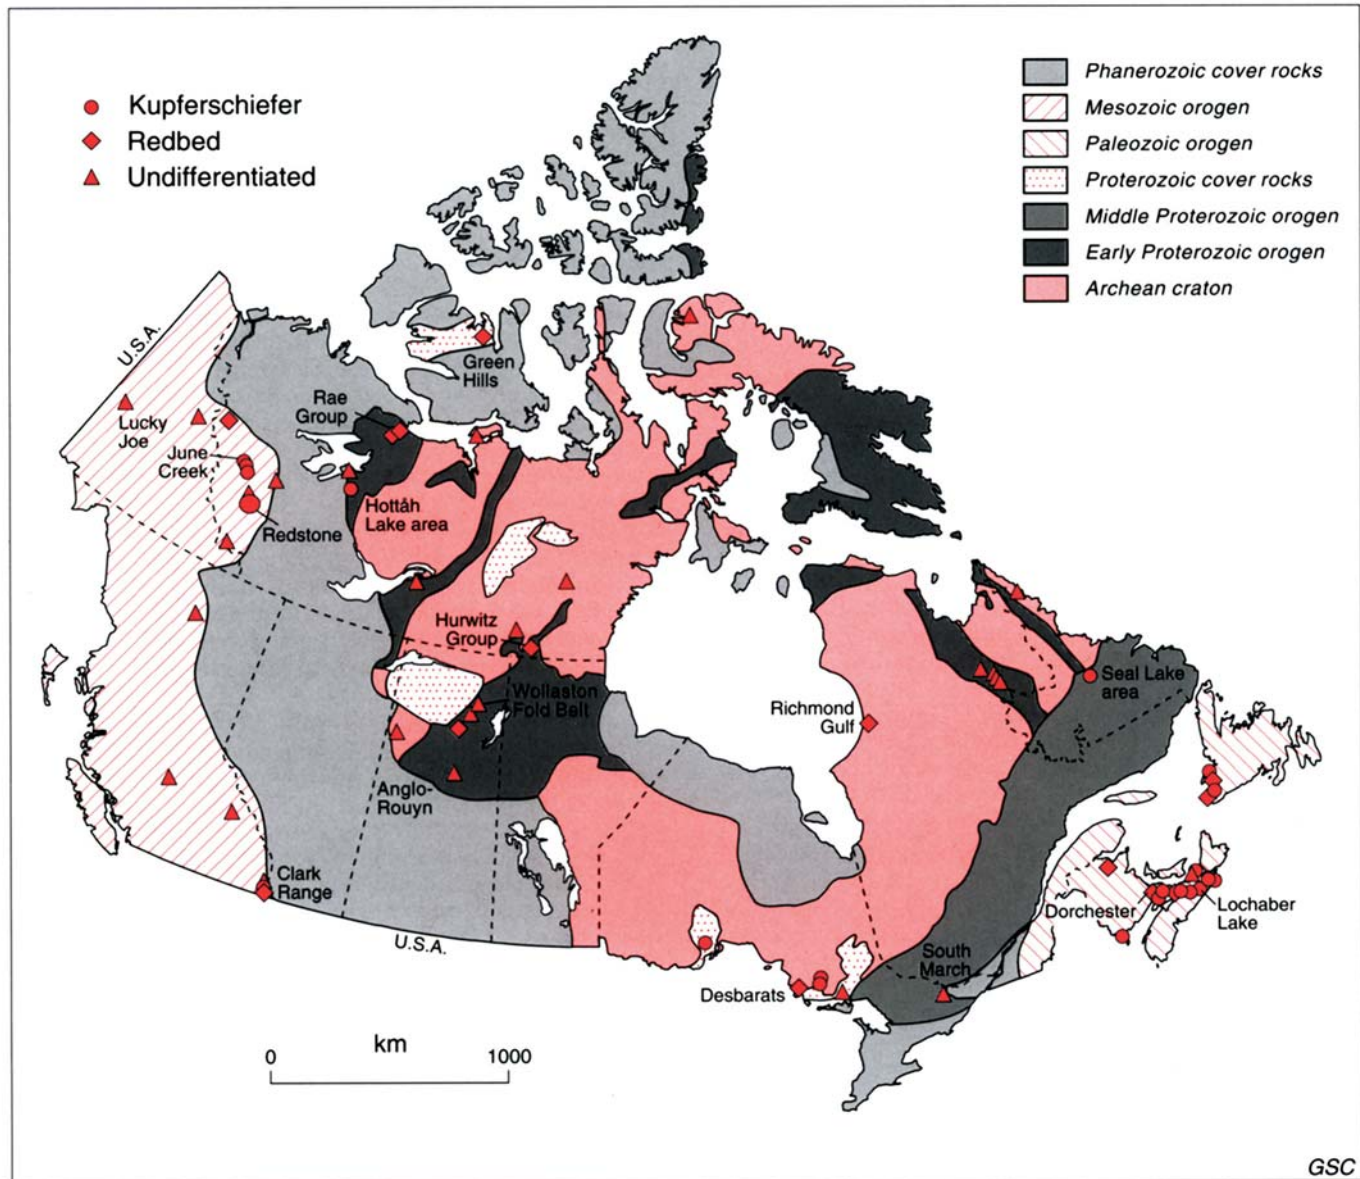 Kupferschiefer
Redbed
Undifferentiated
Phanerozoic cover rocks
Mesozoic orogen
Paleozoic orogen
Proterozoic cover rocks
Middle Proterozoic orogen
Early Proterozoic orogen
Archean craton
U.S.A.
Green
Hills
Rae
Group
Lucky
Joe
June
Creek
Redstone
Hottåh
Lake area
Hurwitz
Group
Wollaston
Fold Belt
Anglo-
Rouyn
Richmond
Gulf
Seal Lake
area
Clark
Range
U.S.A.
Dorchester
Lochaber
Lake
South
March
Desbarats
km
0 1000
GSC